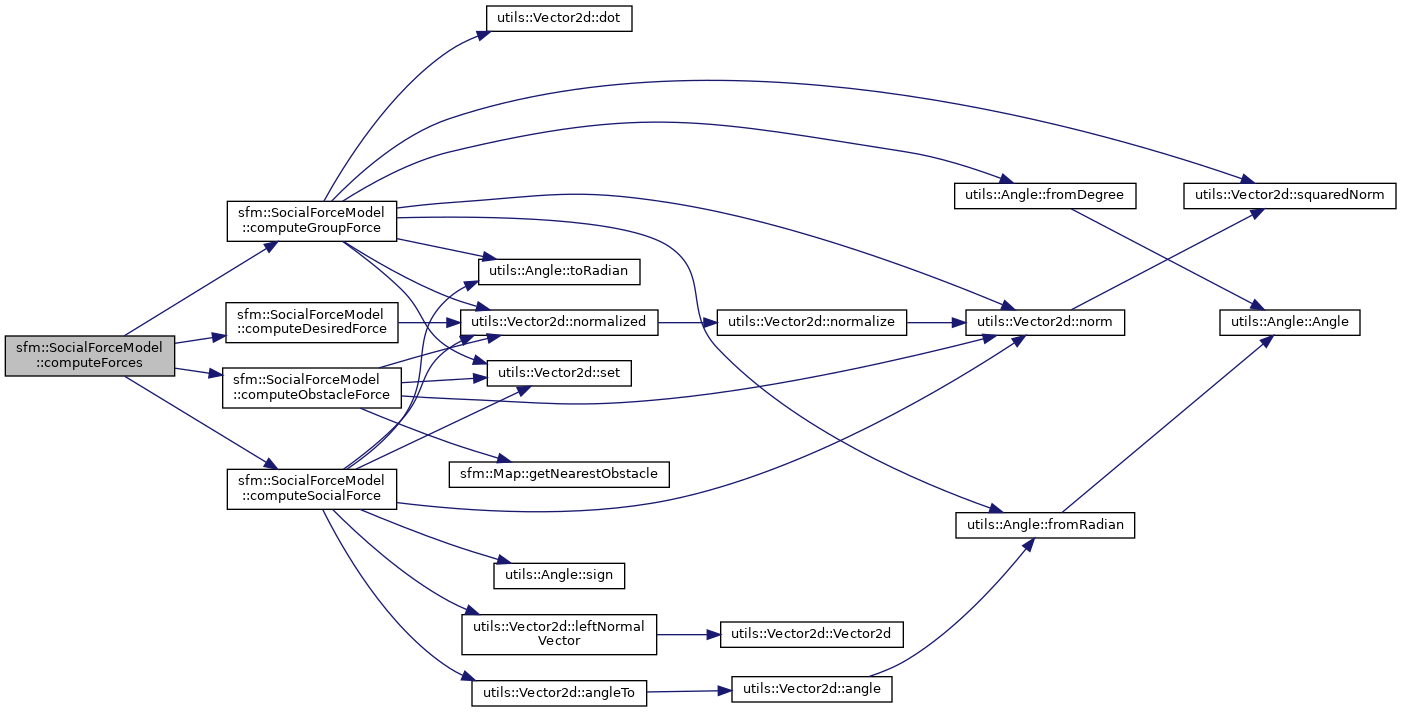 utils::Vector2d::dot
utils::Angle::fromDegree
utils::Vector2d::squaredNorm
sfm::SocialForceModel
::computeGroupForce
utils::Angle::toRadian
sfm::SocialForceModel
::computeDesiredForce
utils::Vector2d::normalized
utils::Vector2d::normalize
utils::Vector2d::norm
utils::Angle::Angle
sfm::SocialForceModel
::computeForces
utils::Vector2d::set
sfm::SocialForceModel
::computeObstacleForce
sfm::Map::getNearestObstacle
sfm::SocialForceModel
::computeSocialForce
utils::Angle::fromRadian
utils::Angle::sign
utils::Vector2d::leftNormal
Vector
utils::Vector2d::Vector2d
utils::Vector2d::angleTo
utils::Vector2d::angle